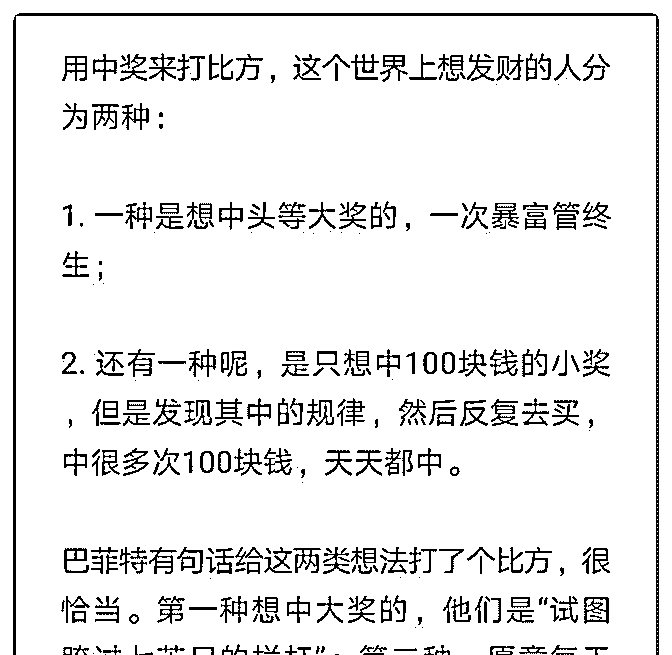 用中奖来打比方，这个世界上想发财的人分
为两种：
1. 一种是想中头等大奖的，一次暴富管终
生；
2. 还有一种呢，是只想中100块钱的小奖
，但是发现其中的规律，然后反复去买，
中很多次100块钱，天天都中。
巴菲特有句话给这两类想法打了个比方，很
恰当。第一种想中大奖的，他们是“试图